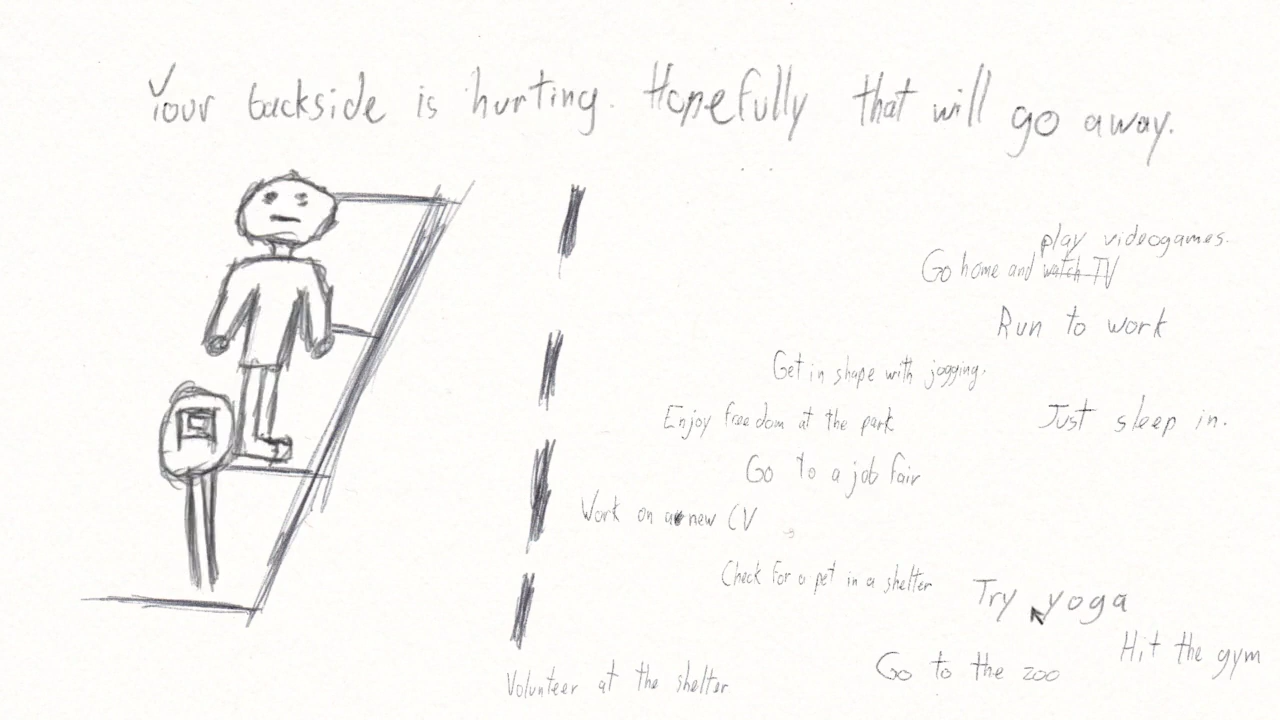 Your backside is hurting. Hopefully that will go away.
play videogames.
Go home and watch TV
Run to work
Get in shape with jogging.
Enjoy freedom at the park
Just sleep in.
Go to a job fair
Work on a new CV
Check for a pet in a shelter
Try yoga
Hit the gym
Go to the zoo
Volunteer at the shelter